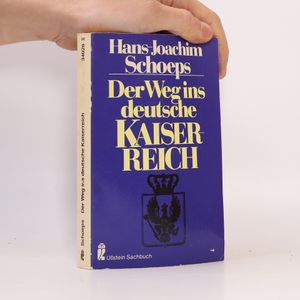 Hans-Joachim
Schoeps
Der Weg ins
deutsche
KAISER
REICH
Ullstein Sachbuch
Schoeps Der Weg ins deutsche Kaiserreich